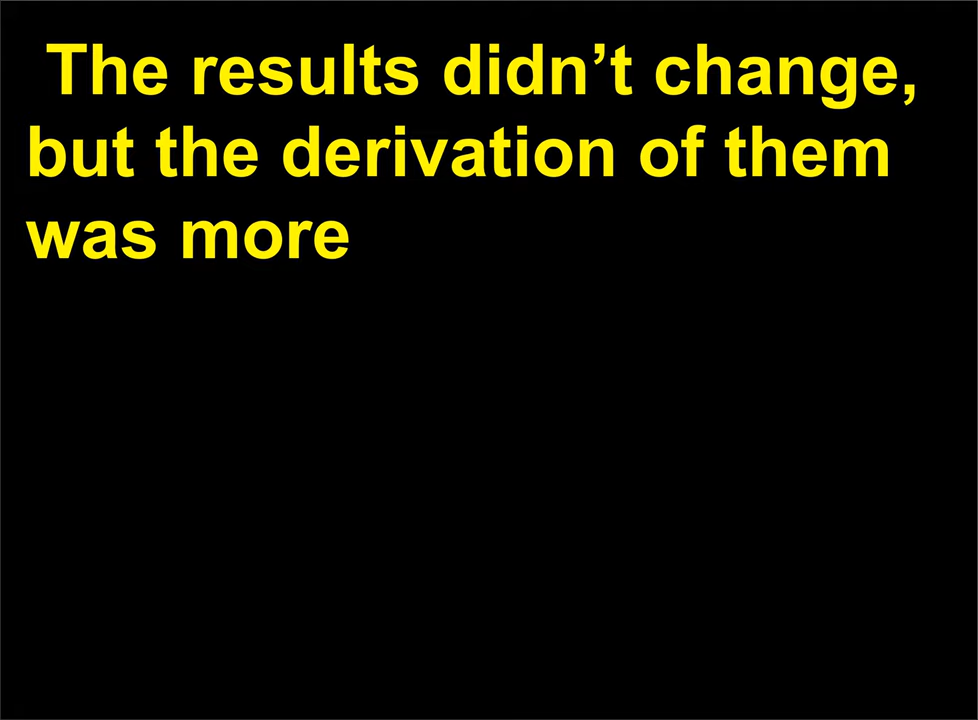 The results didn’t change,
but the derivation of them
was more